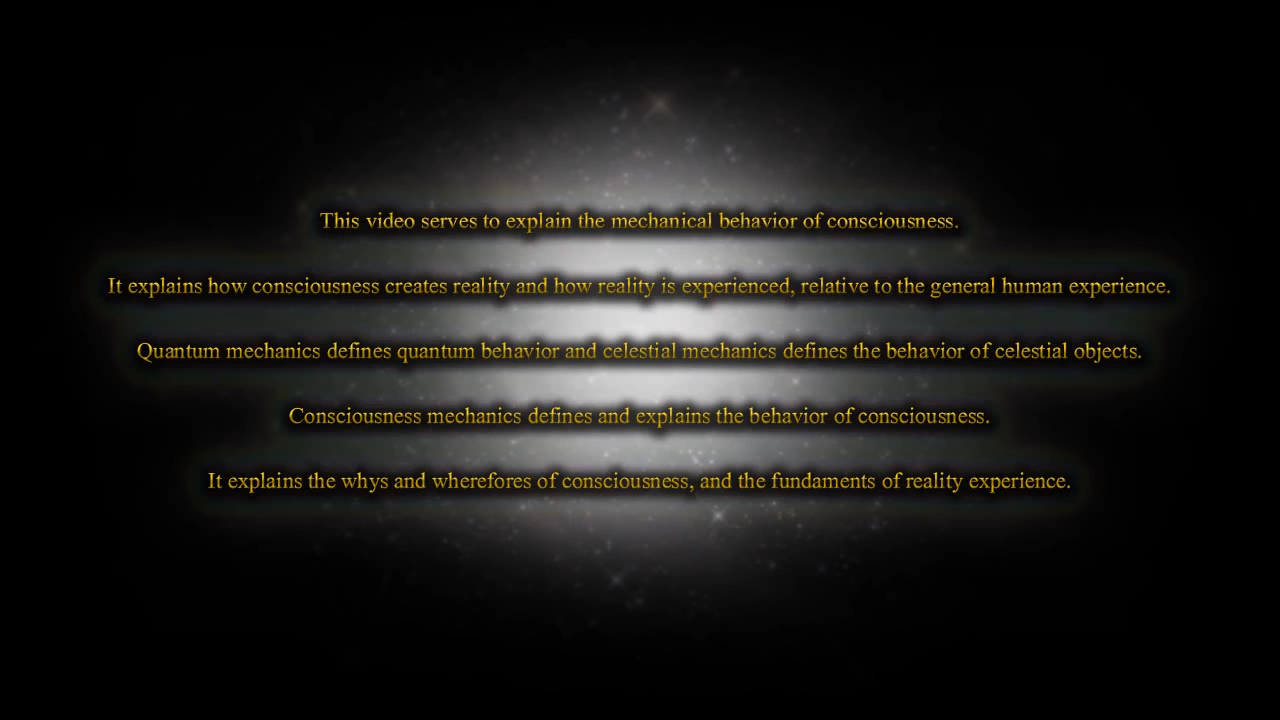 This video serves to explain the mechanical behavior of consciousness.
It explains how consciousness creates reality and how reality is experienced, relative to the general human experience.
Quantum mechanics defines quantum behavior and celestial mechanics defines the behavior of celestial objects.
Consciousness mechanics defines and explains the behavior of consciousness.
It explains the whys and wherefores of consciousness, and the fundaments of reality experience.